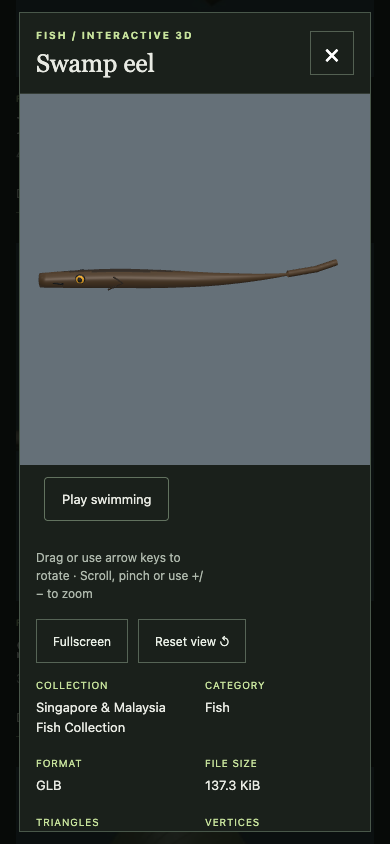 FISH / INTERACTIVE 3D
Swamp eel
×
Play swimming
Drag or use arrow keys to
rotate · Scroll, pinch or use +/
− to zoom
Fullscreen
Reset view ↺
COLLECTION
Singapore & Malaysia
Fish Collection
CATEGORY
Fish
FORMAT
GLB
FILE SIZE
137.3 KiB
TRIANGLES
VERTICES